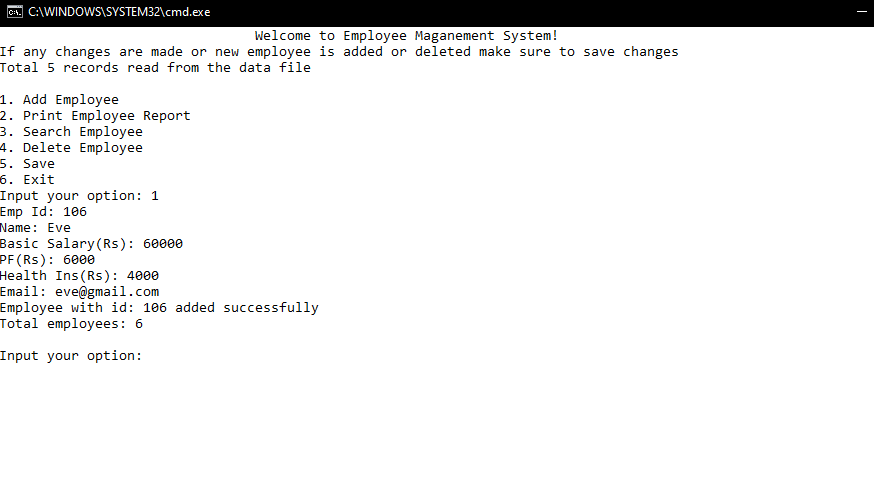 C:\WINDOWS\SYSTEM32\cmd.exe
Welcome to Employee Maganement System!
If any changes are made or new employee is added or deleted make sure to save changes
Total 5 records read from the data file
1. Add Employee
2. Print Employee Report
3. Search Employee
4. Delete Employee
5. Save
6. Exit
Input your option: 1
Emp Id: 106
Name: Eve
Basic Salary(Rs): 60000
PF(Rs): 6000
Health Ins(Rs): 4000
Email: eve@gmail.com
Employee with id: 106 added successfully
Total employees: 6
Input your option: